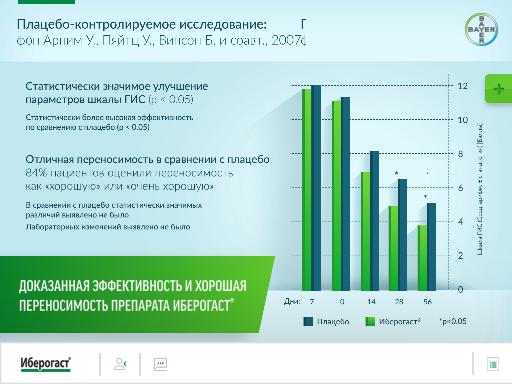 Плацебо-контролируемое исследование: Г
фон Арним У., Пяйтц У., Винсон Б. и соавт., 2007
BAYER
BAYER
Статистически значимое улучшение
параметров шкалы ГИС (p < 0.05)
Статистически более высокая эффективность
по сравнению с плацебо (p < 0.05)
Отличная переносимость в сравнении с плацебо
84% пациентов оценили переносимость
как «хорошую» или «очень хорошую»
В сравнении с плацебо статистически значимых
различий выявлено не было
Лабораторных изменений выявлено не было
ДОКАЗАННАЯ ЭФФЕКТИВНОСТЬ И ХОРОШАЯ
ПЕРЕНОСИМОСТЬ ПРЕПАРАТА ИБЕРОГАСТ®
12
10
8
6
4
2
0
* *
*
Шкала ГИС
Дни: 7 0 14 28 56
Плацебо Иберогаст® *p<0.05
Иберогаст®